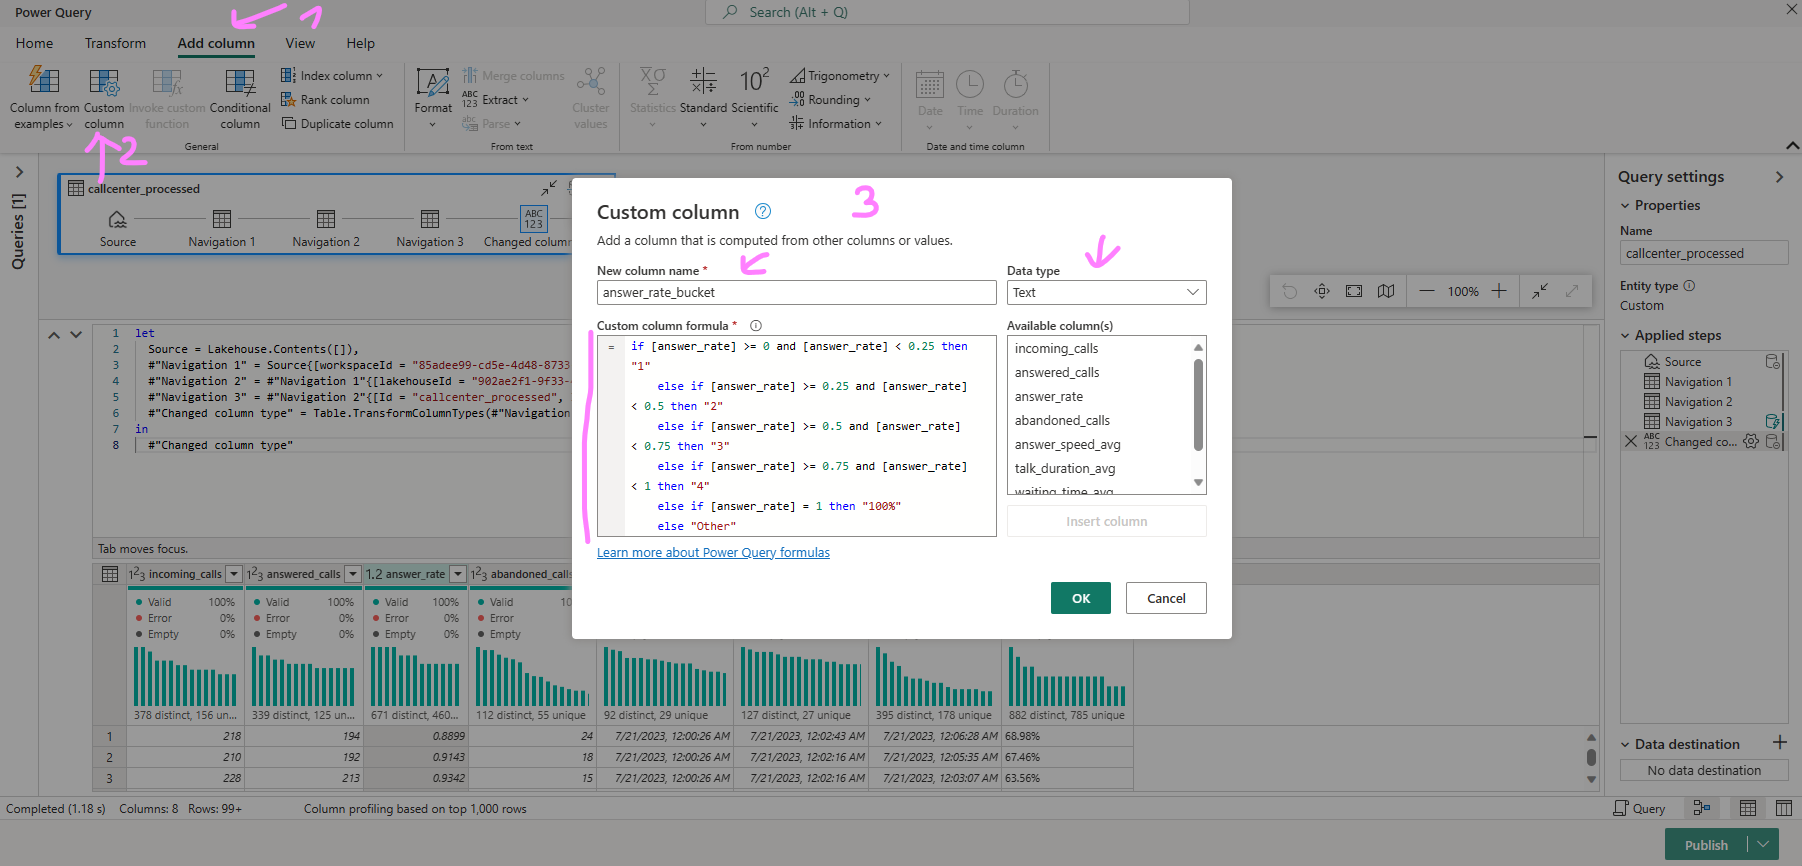 Power Query
Search (Alt + Q)
1
Home Transform Add column View Help
Column from examples
Custom column
Invoke custom function
Conditional column
Index column
Rank column
Duplicate column
General
Format
Merge columns
ABC 123 Extract
abc Parse
From text
Cluster values
Statistics
Standard
10² Scientific
Trigonometry
.00 Rounding
Information
From number
Date
Time
Duration
Date and time column
2
Queries [1]
callcenter_processed
Source
Navigation 1
Navigation 2
Navigation 3
ABC 123
Changed colum
100%
1 let
2 Source = Lakehouse.Contents([]),
3 #"Navigation 1" = Source{[workspaceId = "85adee99-cd5e-4d48-8733
4 #"Navigation 2" = #"Navigation 1"{[lakehouseId = "902ae2f1-9f33-
5 #"Navigation 3" = #"Navigation 2"{[Id = "callcenter_processed",
6 #"Changed column type" = Table.TransformColumnTypes(#"Navigation
7 in
8 #"Changed column type"
Tab moves focus.
Custom column
3
Add a column that is computed from other columns or values.
New column name *
answer_rate_bucket
Data type
Text
Custom column formula *
= if [answer_rate] >= 0 and [answer_rate] < 0.25 then
"1"
else if [answer_rate] >= 0.25 and [answer_rate]
< 0.5 then "2"
else if [answer_rate] >= 0.5 and [answer_rate]
< 0.75 then "3"
else if [answer_rate] >= 0.75 and [answer_rate]
< 1 then "4"
else if [answer_rate] = 1 then "100%"
else "Other"
Available column(s)
incoming_calls
answered_calls
answer_rate
abandoned_calls
answer_speed_avg
talk_duration_avg
waiting_time_avg
Insert column
Learn more about Power Query formulas
OK
Cancel
Query settings
Properties
Name
callcenter_processed
Entity type
Custom
Applied steps
Source
Navigation 1
Navigation 2
Navigation 3
ABC 123 Changed co...
Data destination
No data destination
123 incoming_calls 123 answered_calls 1.2 answer_rate 123 abandoned_calls
Valid 100% Valid 100% Valid 100% Valid 10
Error 0% Error 0% Error 0% Error
Empty 0% Empty 0% Empty 0% Empty
378 distinct, 156 un... 339 distinct, 125 un... 671 distinct, 460... 112 distinct, 55 unique 92 distinct, 29 unique 127 distinct, 27 unique 395 distinct, 178 unique 882 distinct, 785 unique
1 218 194 0.8899 24 7/21/2023, 12:00:26 AM 7/21/2023, 12:02:43 AM 7/21/2023, 12:06:28 AM 68.98%
2 210 192 0.9143 18 7/21/2023, 12:00:26 AM 7/21/2023, 12:02:16 AM 7/21/2023, 12:05:35 AM 67.46%
3 228 213 0.9342 15 7/21/2023, 12:00:26 AM 7/21/2023, 12:02:16 AM 7/21/2023, 12:03:07 AM 63.56%
Completed (1.18 s) Columns: 8 Rows: 99+ Column profiling based on top 1,000 rows
Query
Publish